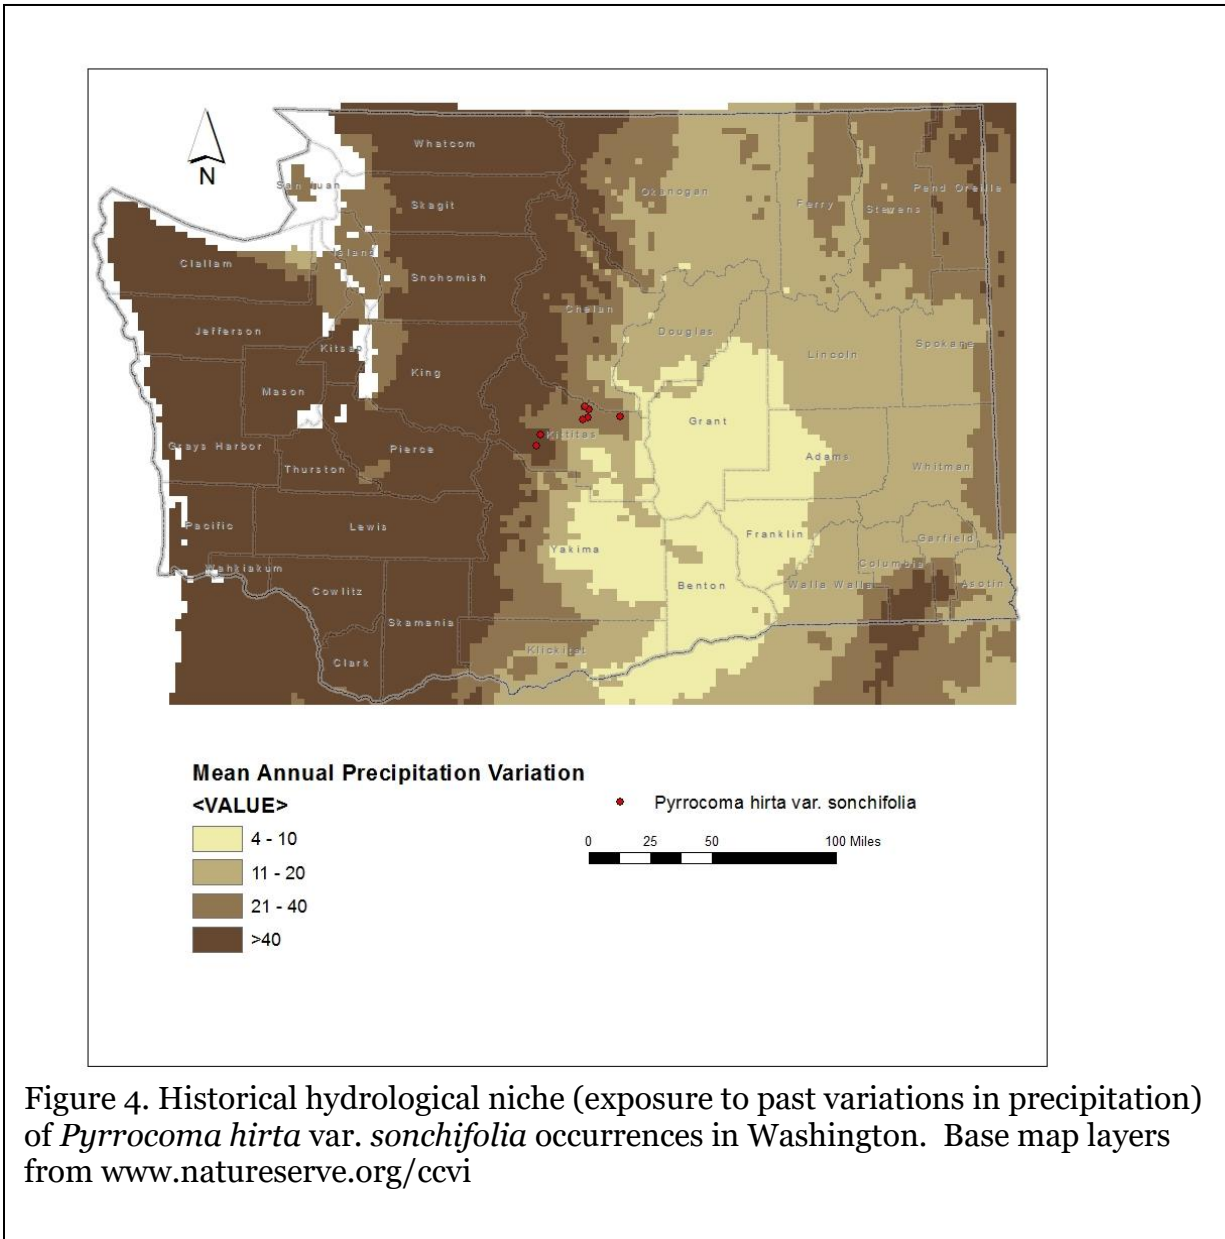 N
Whatcom
San Juan
Skagit
Okanogan
Ferry
Stevens
Pend Oreille
Island
Clallam
Snohomish
Chelan
Jefferson
Kitsap
Douglas
Lincoln
Spokane
King
Mason
Grant
Kittitas
Grays Harbor
Pierce
Thurston
Adams
Whitman
Pacific
Lewis
Franklin
Garfield
Yakima
Wahkiakum
Columbia
Cowlitz
Benton
Walla Walla
Asotin
Skamania
Klickitat
Clark
Mean Annual Precipitation Variation
<VALUE>
4 - 10
11 - 20
21 - 40
>40
Pyrrocoma hirta var. sonchifolia
0 25 50 100 Miles
Figure 4. Historical hydrological niche (exposure to past variations in precipitation)
of Pyrrocoma hirta var. sonchifolia occurrences in Washington. Base map layers
from www.natureserve.org/ccvi